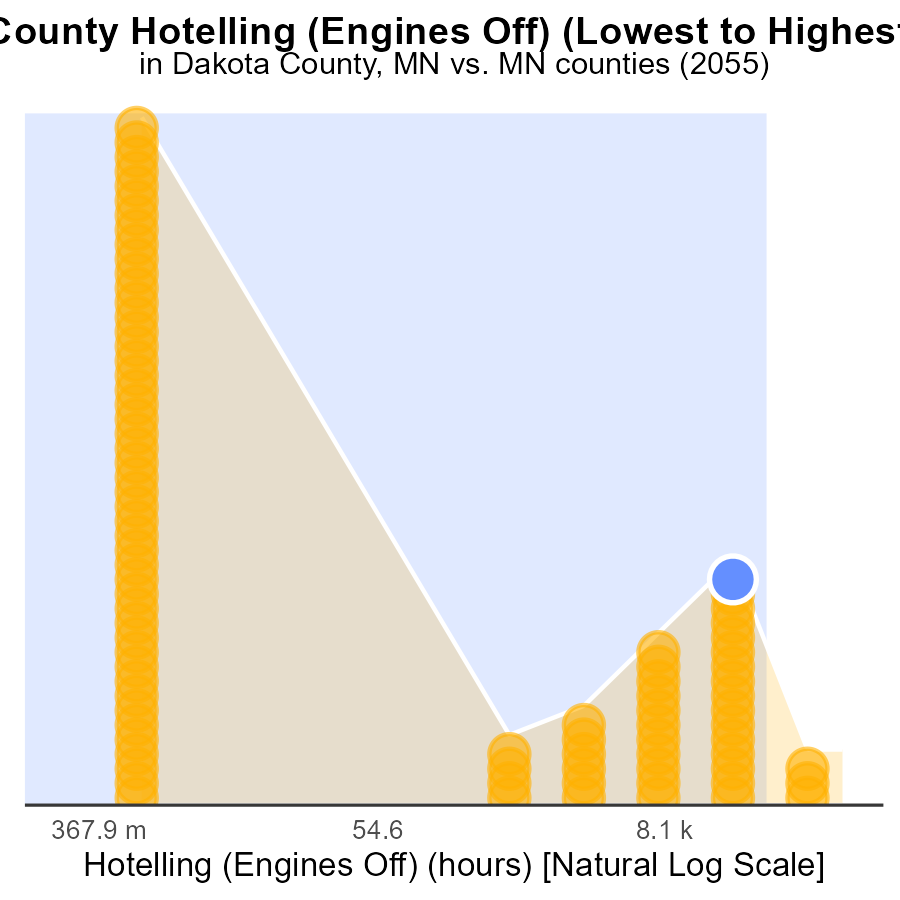 County Hotelling (Engines Off) (Lowest to Highest
in Dakota County, MN vs. MN counties (2055)
367.9 m 54.6 8.1 k
Hotelling (Engines Off) (hours) [Natural Log Scale]